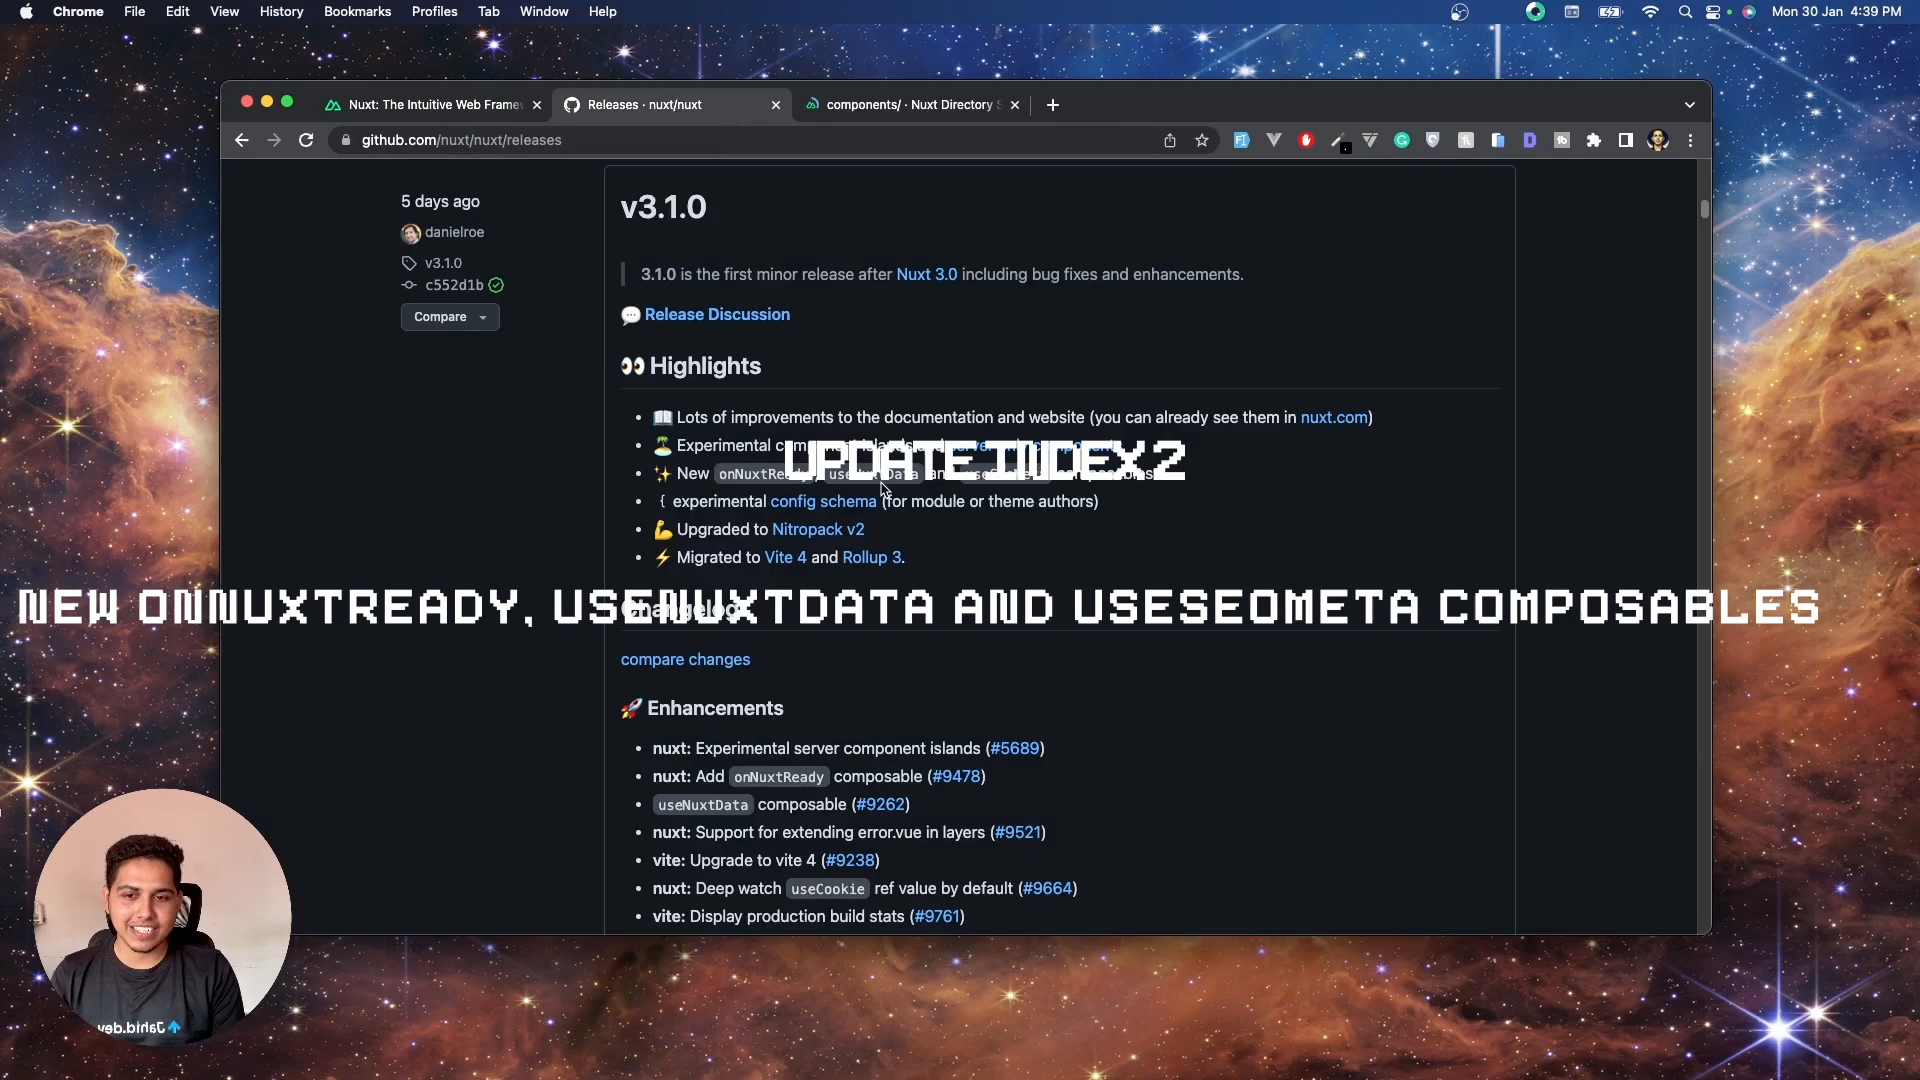 Chrome File Edit View History Bookmarks Profiles Tab Window Help Mon 30 Jan 4:39 PM
Nuxt: The Intuitive Web Frame Releases · nuxt/nuxt components/ · Nuxt Directory S
github.com/nuxt/nuxt/releases
5 days ago
danielroe
v3.1.0
c552d1b
Compare
v3.1.0
3.1.0 is the first minor release after Nuxt 3.0 including bug fixes and enhancements.
💬 Release Discussion
👀 Highlights
• 📖 Lots of improvements to the documentation and website (you can already see them in nuxt.com)
• 🏝️ Experimental
UPDATE INDEX 2
• ✨ New onNuxtReady
• { experimental config schema (for module or theme authors)
• 💪 Upgraded to Nitropack v2
• ⚡ Migrated to Vite 4 and Rollup 3.
NEW ONNUXTREADY, USENUXTDATA AND USESEOMETA COMPOSABLES
Changelog
compare changes
🚀 Enhancements
• nuxt: Experimental server component islands (#5689)
• nuxt: Add onNuxtReady composable (#9478)
• useNuxtData composable (#9262)
• nuxt: Support for extending error.vue in layers (#9521)
• vite: Upgrade to vite 4 (#9238)
• nuxt: Deep watch useCookie ref value by default (#9664)
• vite: Display production build stats (#9761)
Jahid.dev